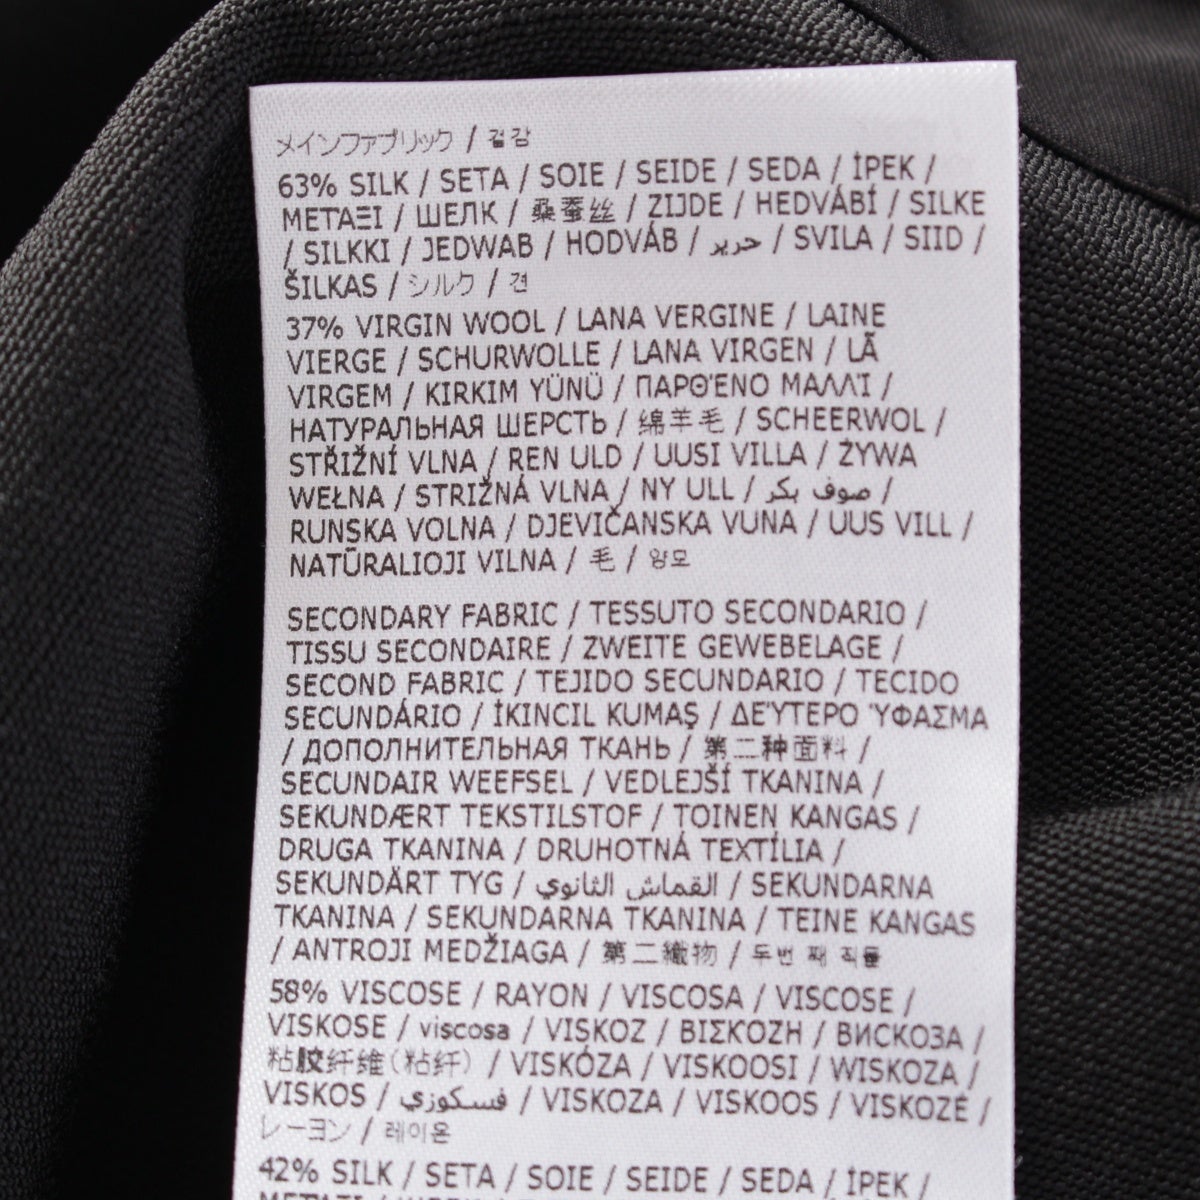 メインファブリック / 겉감
63% SILK / SETA / SOIE / SEIDE / SEDA / İPEK /
ΜΕΤΑΞΙ / ШЕЛК / 桑蚕丝 / ZIJDE / HEDVÁBÍ / SILKE
/ SILKKI / JEDWAB / HODVÁB / حرير / SVILA / SIID /
ŠILKAS / シルク / 견
37% VIRGIN WOOL / LANA VERGINE / LAINE
VIERGE / SCHURWOLLE / LANA VIRGEN / LÃ
VIRGEM / KIRKIM YÜNÜ / ΠΑΡΘΈΝΟ ΜΑΛΛΊ /
НАТУРАЛЬНАЯ ШЕРСТЬ / 绵羊毛 / SCHEERWOL /
STŘIŽNÍ VLNA / REN ULD / UUSI VILLA / ŻYWA
WEŁNA / STRIŽNÁ VLNA / NY ULL / صوف بكر /
RUNSKA VOLNA / DJEVIČANSKA VUNA / UUS VILL /
NATŪRALIOJI VILNA / 毛 / 양모
SECONDARY FABRIC / TESSUTO SECONDARIO /
TISSU SECONDAIRE / ZWEITE GEWEBELAGE /
SECOND FABRIC / TEJIDO SECUNDARIO / TECIDO
SECUNDÁRIO / İKINCIL KUMAŞ / ΔΕΎΤΕΡΟ ΎΦΑΣΜΑ
/ ДОПОЛНИТЕЛЬНАЯ ТКАНЬ / 第二种面料 /
SECUNDAIR WEEFSEL / VEDLEJŠÍ TKANINA /
SEKUNDÆRT TEKSTILSTOF / TOINEN KANGAS /
DRUGA TKANINA / DRUHOTNÁ TEXTÍLIA /
SEKUNDÄRT TYG / القماش الثانوي / SEKUNDARNA
TKANINA / SEKUNDARNA TKANINA / TEINE KANGAS
/ ANTROJI MEDŽIAGA / 第二織物 / 두번 째 직물
58% VISCOSE / RAYON / VISCOSA / VISCOSE /
VISKOSE / viscosa / VISKOZ / ΒΙΣΚΟΖΗ / ВИСКОЗА /
粘胶纤维(粘纤) / VISKÓZA / VISKOOSI / WISKOZA /
VISKOS / فسكوزي / VISKOZA / VISKOOS / VISKOZĖ /
レーヨン / 레이온
42% SILK / SETA / SOIE / SEIDE / SEDA / İPEK /